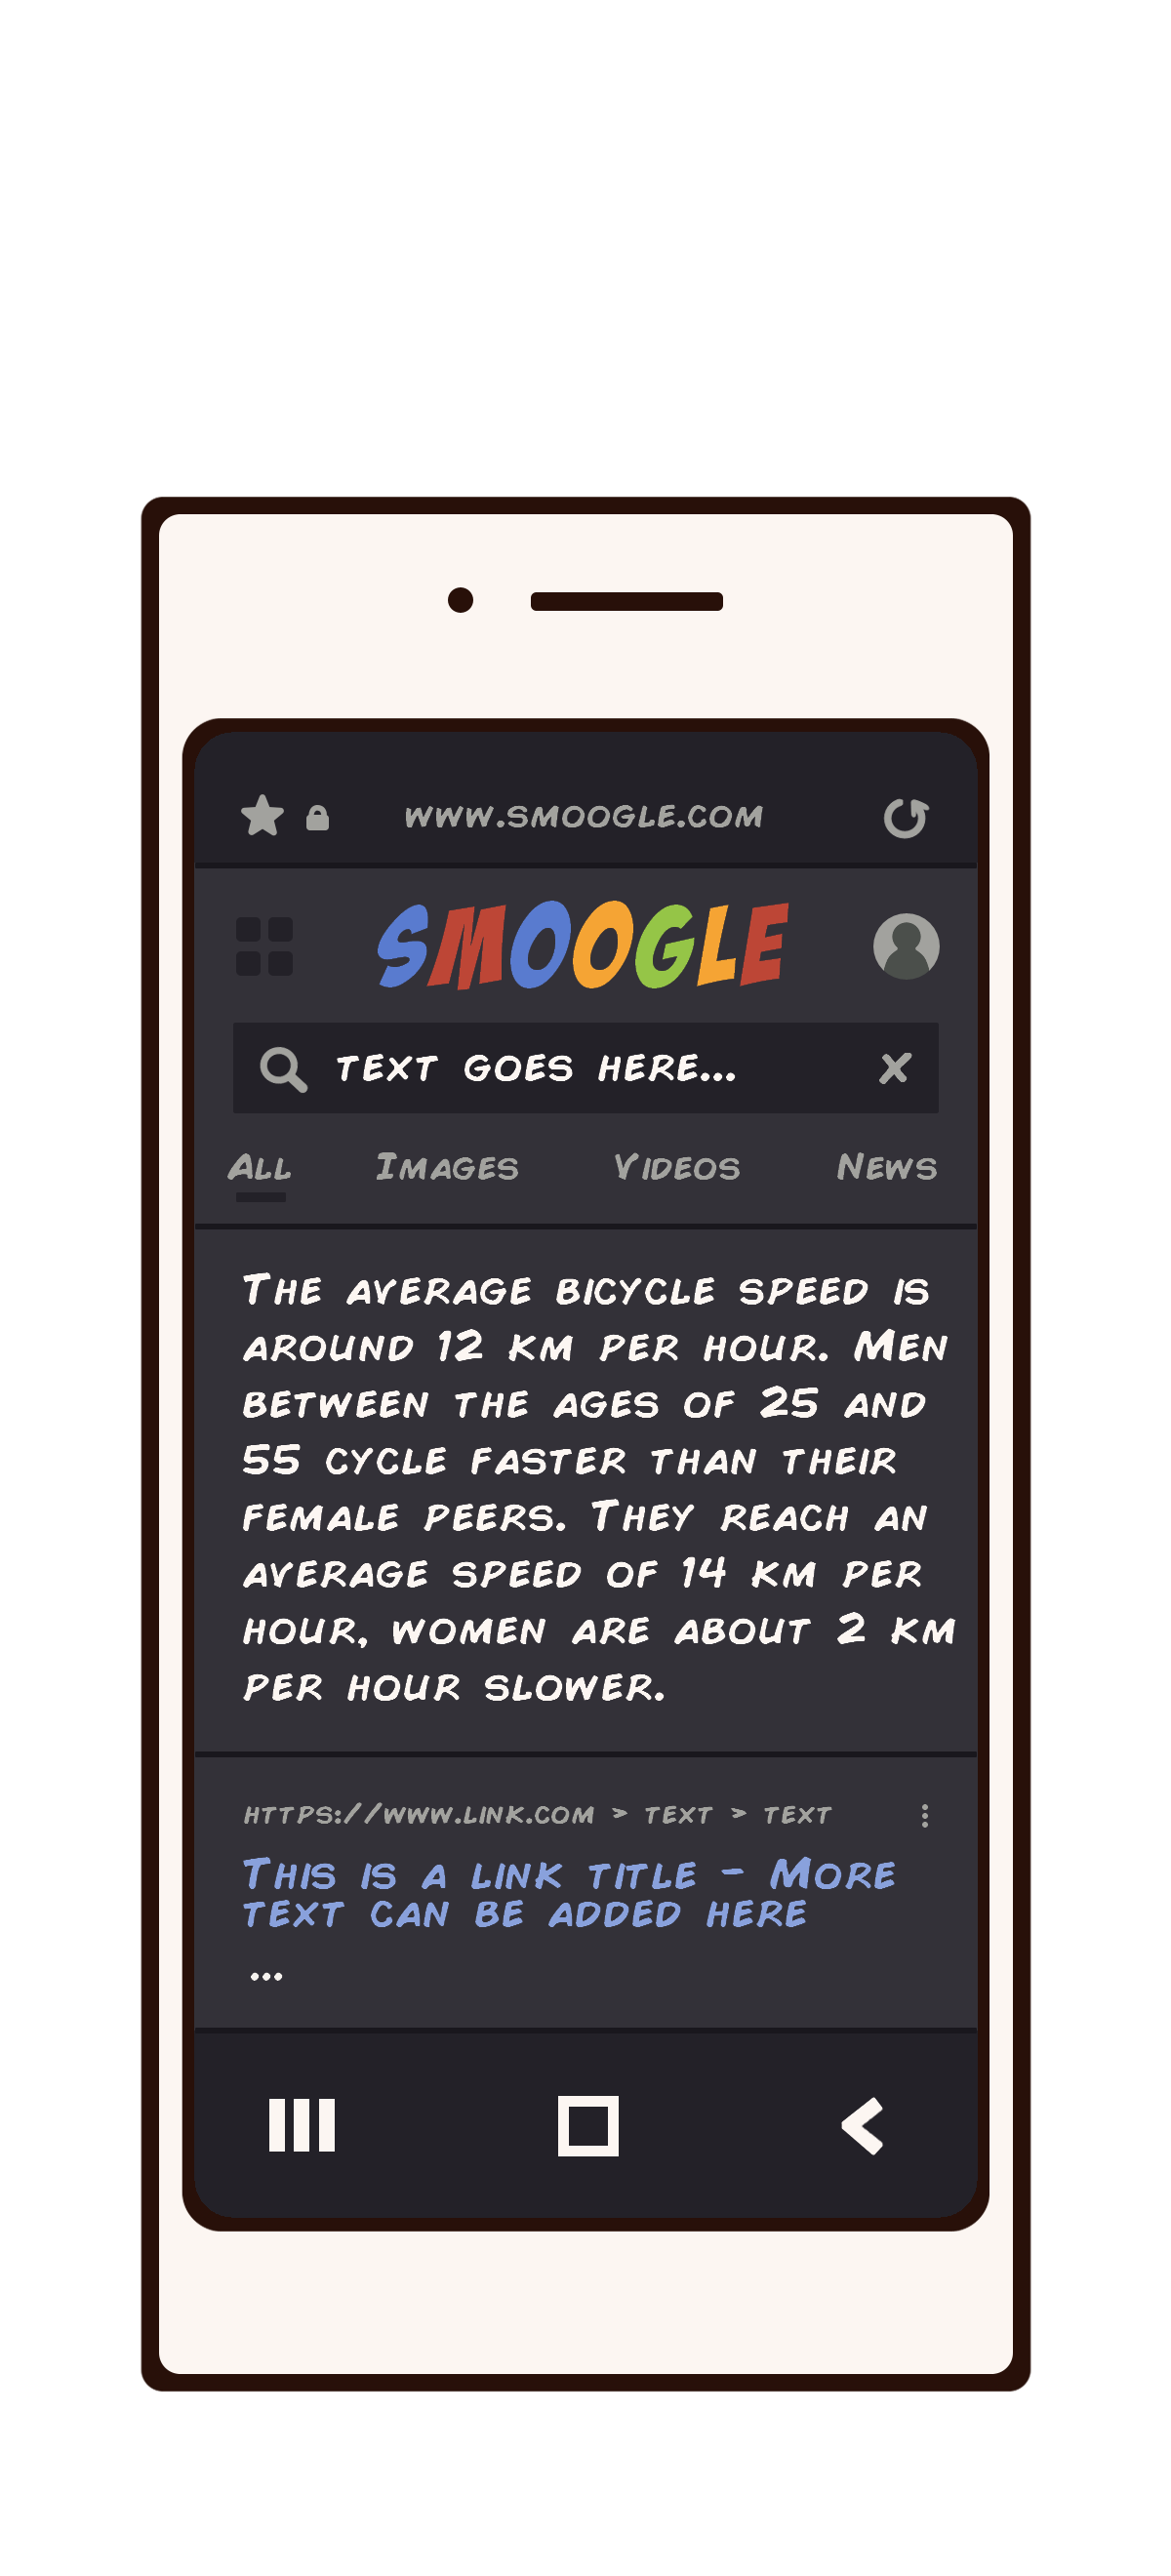 www.smoogle.com
SMOOGLE
text goes here...
All Images Videos News
The average bicycle speed is
around 12 km per hour. Men
between the ages of 25 and
55 cycle faster than their
female peers. They reach an
average speed of 14 km per
hour, women are about 2 km
per hour slower.
https://www.link.com > text > text
This is a link title - More
text can be added here
...